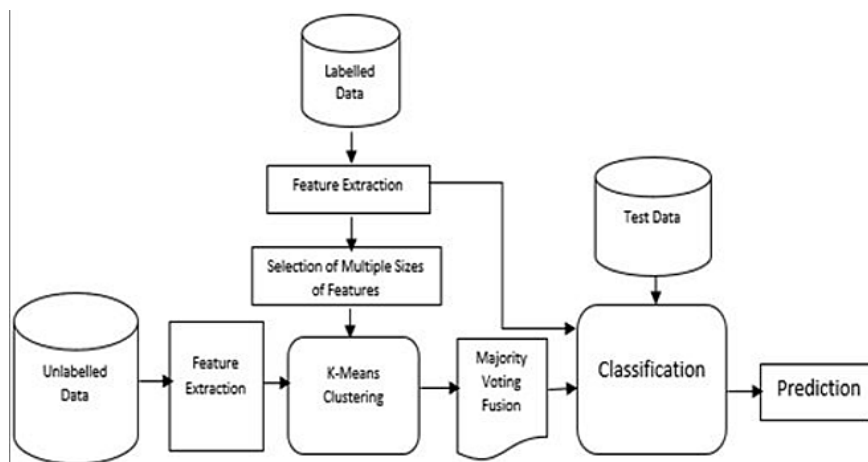 Labelled
Data
Feature Extraction
Selection of Multiple Sizes
of Features
Test Data
Unlabelled
Data
Feature
Extraction
K-Means
Clustering
Majority
Voting
Fusion
Classification
Prediction